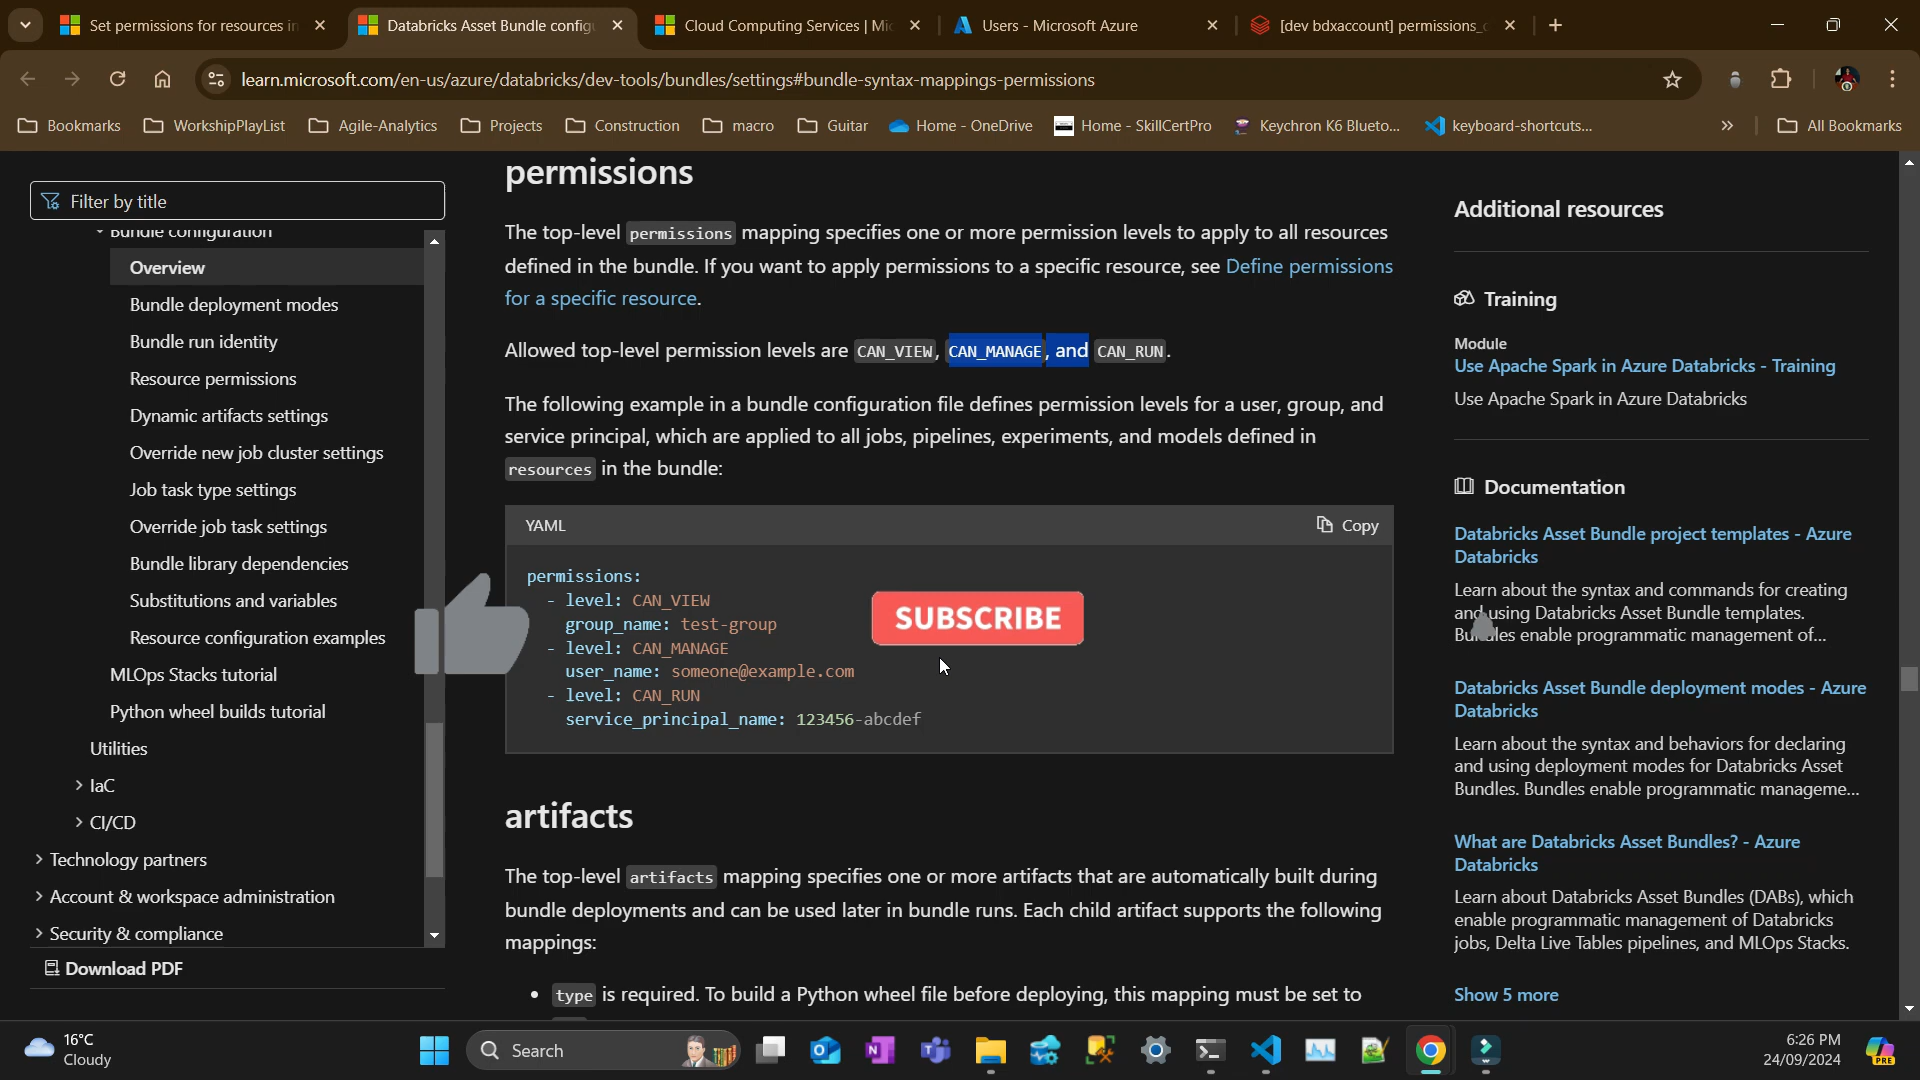 Set permissions for resources in
Databricks Asset Bundle config
Cloud Computing Services | Mic
Users - Microsoft Azure
[dev bdxaccount] permissions_
learn.microsoft.com/en-us/azure/databricks/dev-tools/bundles/settings#bundle-syntax-mappings-permissions
Bookmarks
WorkshipPlayList
Agile-Analytics
Projects
Construction
macro
Guitar
Home - OneDrive
Home - SkillCertPro
Keychron K6 Blueto...
keyboard-shortcuts...
All Bookmarks
Filter by title
Bundle configuration
Overview
Bundle deployment modes
Bundle run identity
Resource permissions
Dynamic artifacts settings
Override new job cluster settings
Job task type settings
Override job task settings
Bundle library dependencies
Substitutions and variables
Resource configuration examples
MLOps Stacks tutorial
Python wheel builds tutorial
Utilities
IaC
CI/CD
Technology partners
Account & workspace administration
Security & compliance
Download PDF
permissions
The top-level permissions mapping specifies one or more permission levels to apply to all resources
defined in the bundle. If you want to apply permissions to a specific resource, see Define permissions
for a specific resource.
Allowed top-level permission levels are CAN_VIEW, CAN_MANAGE, and CAN_RUN.
The following example in a bundle configuration file defines permission levels for a user, group, and
service principal, which are applied to all jobs, pipelines, experiments, and models defined in
resources in the bundle:
YAML
Copy
permissions:
- level: CAN_VIEW
group_name: test-group
- level: CAN_MANAGE
user_name: someone@example.com
- level: CAN_RUN
service_principal_name: 123456-abcdef
SUBSCRIBE
artifacts
The top-level artifacts mapping specifies one or more artifacts that are automatically built during
bundle deployments and can be used later in bundle runs. Each child artifact supports the following
mappings:
• type is required. To build a Python wheel file before deploying, this mapping must be set to
Additional resources
Training
Module
Use Apache Spark in Azure Databricks - Training
Use Apache Spark in Azure Databricks
Documentation
Databricks Asset Bundle project templates - Azure
Databricks
Learn about the syntax and commands for creating
and using Databricks Asset Bundle templates.
Bundles enable programmatic management of...
Databricks Asset Bundle deployment modes - Azure
Databricks
Learn about the syntax and behaviors for declaring
and using deployment modes for Databricks Asset
Bundles. Bundles enable programmatic manageme...
What are Databricks Asset Bundles? - Azure
Databricks
Learn about Databricks Asset Bundles (DABs), which
enable programmatic management of Databricks
jobs, Delta Live Tables pipelines, and MLOps Stacks.
Show 5 more
16°C
Cloudy
Search
6:26 PM
24/09/2024
PRE